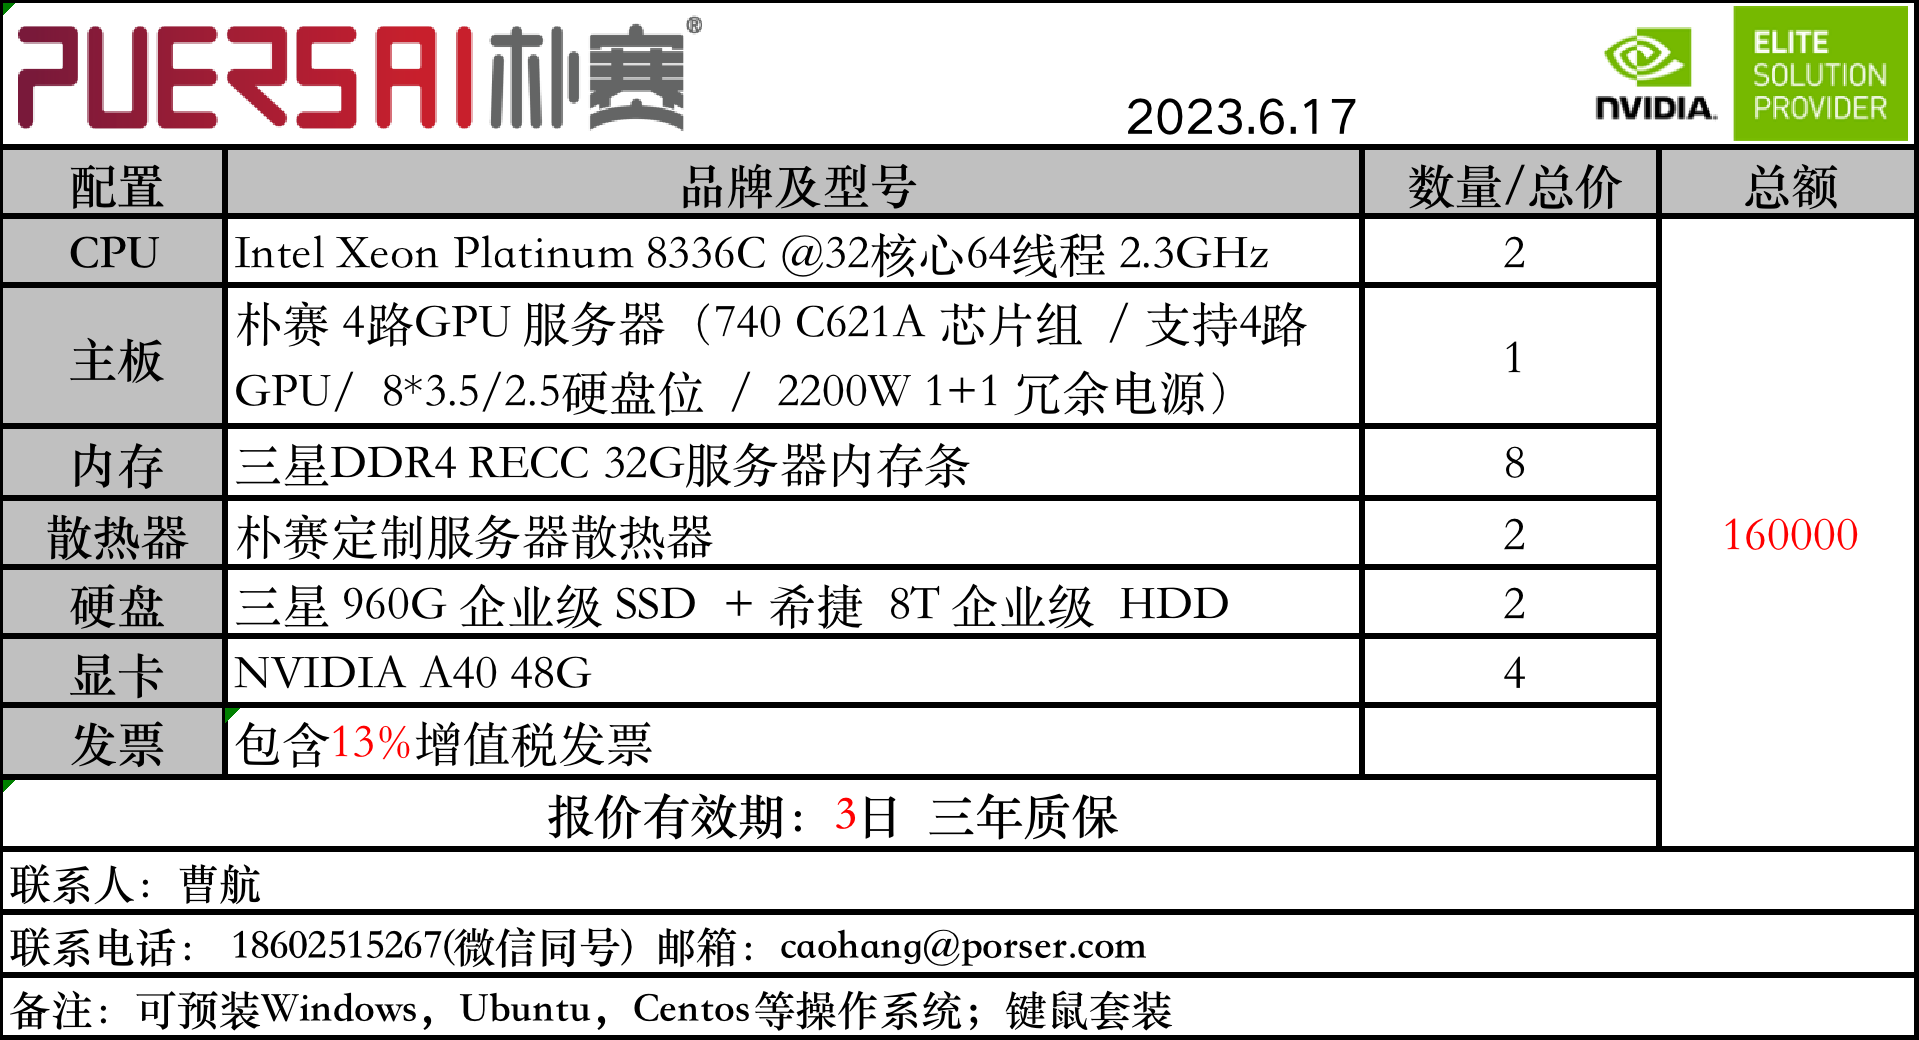 PUERSAI朴赛®
2023.6.17
NVIDIA.
ELITE
SOLUTION
PROVIDER
配置 品牌及型号 数量/总价 总额
CPU Intel Xeon Platinum 8336C @32核心64线程 2.3GHz 2
主板 朴赛 4路GPU 服务器（740 C621A 芯片组 / 支持4路
GPU/ 8*3.5/2.5硬盘位 / 2200W 1+1 冗余电源） 1
内存 三星DDR4 RECC 32G服务器内存条 8
散热器 朴赛定制服务器散热器 2
160000
硬盘 三星 960G 企业级 SSD + 希捷 8T 企业级 HDD 2
显卡 NVIDIA A40 48G 4
发票 包含13%增值税发票
报价有效期：3日 三年质保
联系人：曹航
联系电话： 18602515267(微信同号) 邮箱：caohang@porser.com
备注：可预装Windows，Ubuntu，Centos等操作系统；键鼠套装